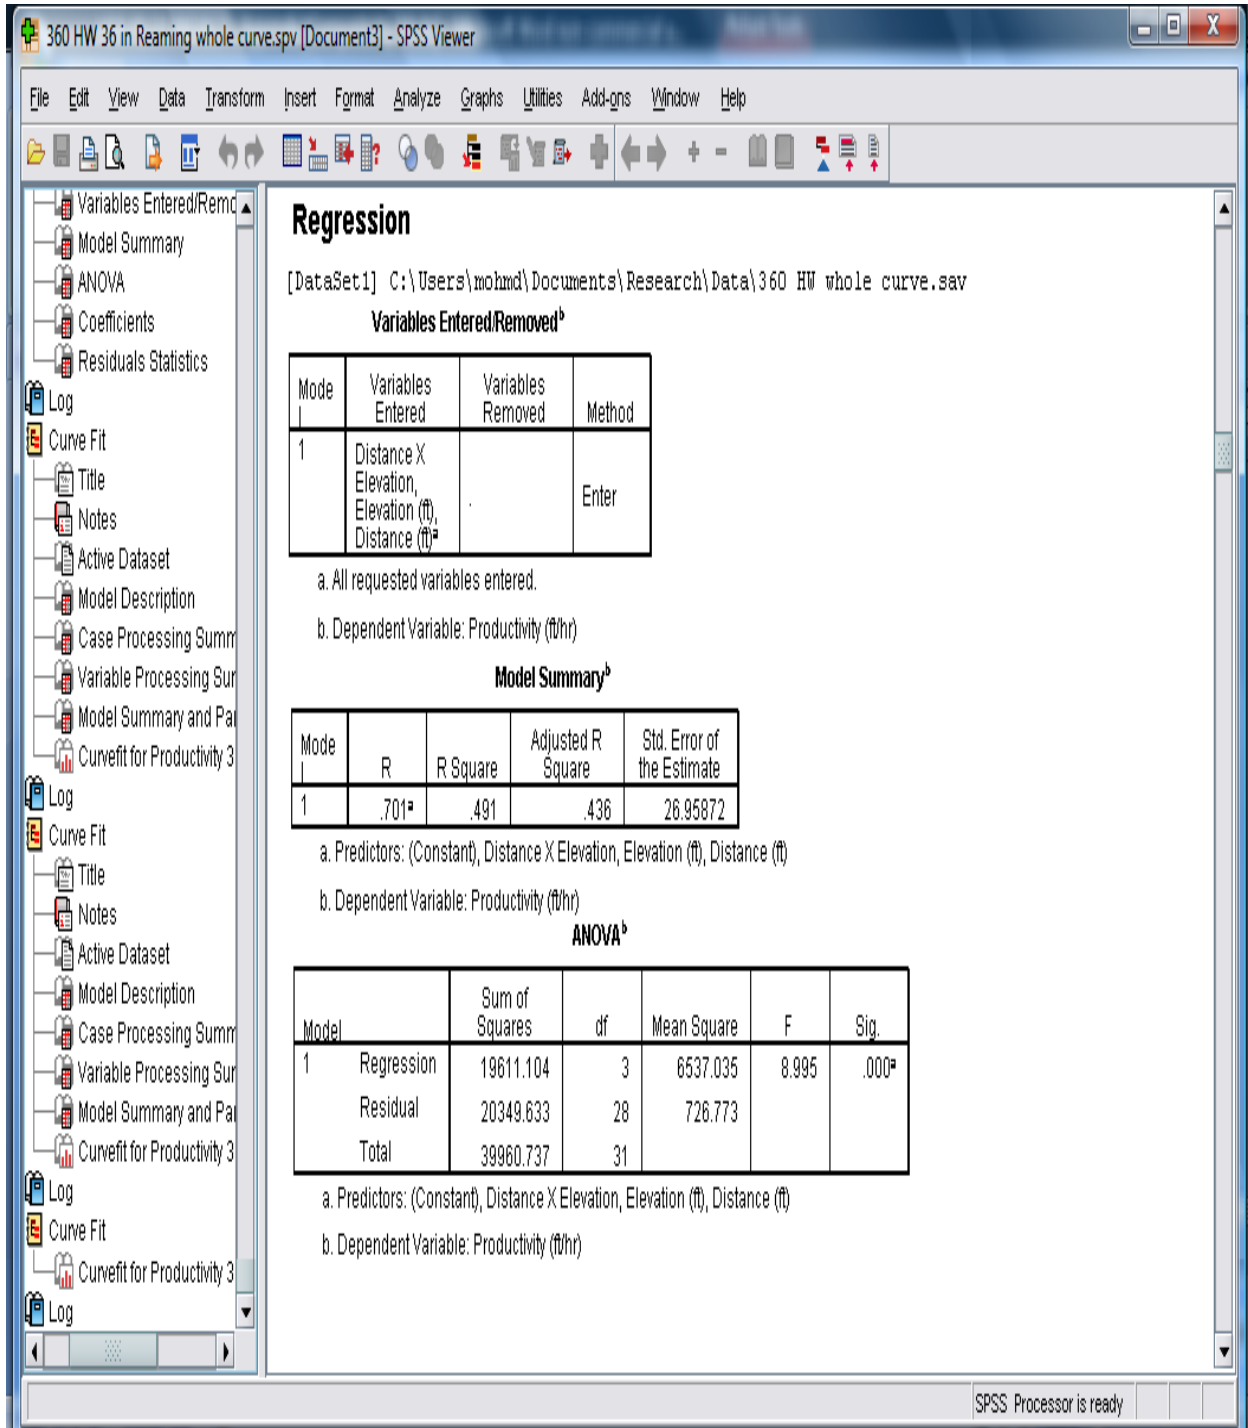 360 HW 36 in Reaming whole curve.spv [Document3] - SPSS Viewer
File Edit View Data Transform Insert Format Analyze Graphs Utilities Add-ons Window Help
Variables Entered/Remo
Model Summary
ANOVA
Coefficients
Residuals Statistics
Log
Curve Fit
Title
Notes
Active Dataset
Model Description
Case Processing Summ
Variable Processing Sur
Model Summary and Par
Curvefit for Productivity 3
Log
Curve Fit
Title
Notes
Active Dataset
Model Description
Case Processing Summ
Variable Processing Sur
Model Summary and Par
Curvefit for Productivity 3
Log
Curve Fit
Curvefit for Productivity 3
Log
Regression
[DataSet1] C:\Users\mohmd\Documents\Research\Data\360 HW whole curve.sav
Variables Entered/Removed b
Mode
l Variables
Entered Variables
Removed Method
1 Distance X
Elevation,
Elevation (ft),
Distance (ft) a . Enter
a. All requested variables entered.
b. Dependent Variable: Productivity (ft/hr)
Model Summary b
Mode
l R R Square Adjusted R
Square Std. Error of
the Estimate
1 .701 a .491 .436 26.95872
a. Predictors: (Constant), Distance X Elevation, Elevation (ft), Distance (ft)
b. Dependent Variable: Productivity (ft/hr)
ANOVA b
Model Sum of
Squares df Mean Square F Sig.
1 Regression 19611.104 3 6537.035 8.995 .000 a
Residual 20349.633 28 726.773
Total 39960.737 31
a. Predictors: (Constant), Distance X Elevation, Elevation (ft), Distance (ft)
b. Dependent Variable: Productivity (ft/hr)
SPSS Processor is ready